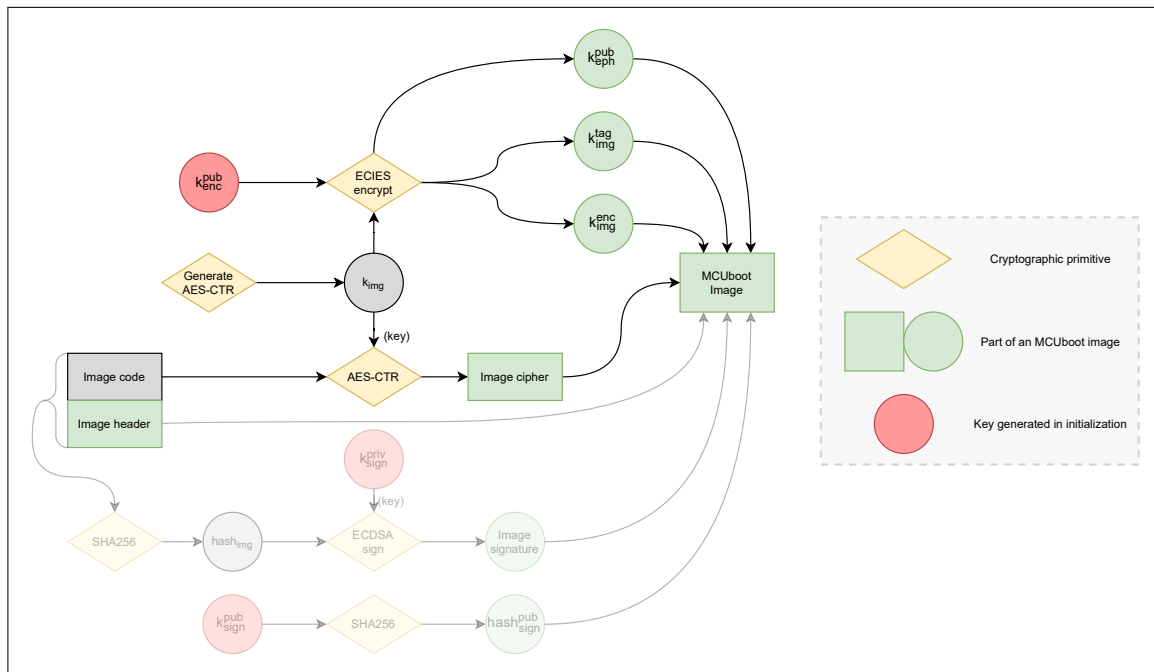 k_eph^pub
k_img^tag
k_enc^pub
ECIES
encrypt
k_img^enc
Generate
AES-CTR
k_img
MCUboot
Image
(key)
Image code
AES-CTR
Image cipher
Image header
k_sign^priv
(key)
SHA256
hash_img
ECDSA
sign
Image
signature
k_sign^pub
SHA256
hash_sign^pub
Cryptographic primitive
Part of an MCUboot image
Key generated in initialization